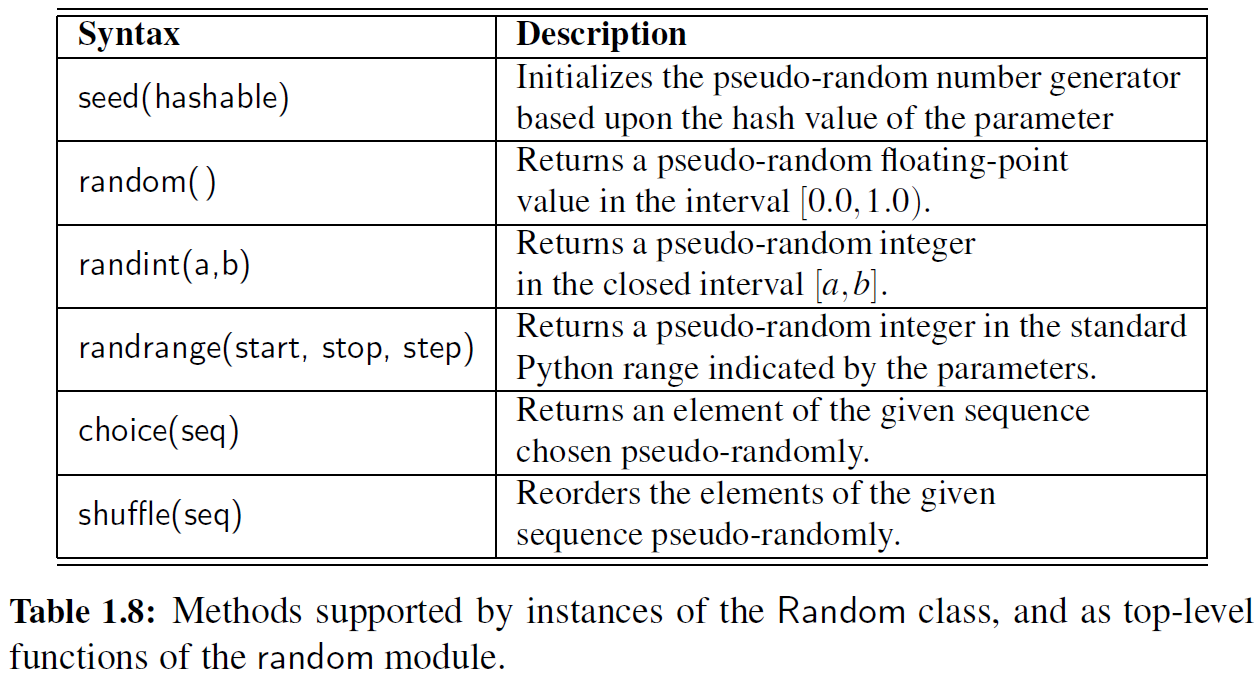 Syntax Description
seed(hashable) Initializes the pseudo-random number generator
based upon the hash value of the parameter
random( ) Returns a pseudo-random floating-point
value in the interval [0.0, 1.0).
randint(a,b) Returns a pseudo-random integer
in the closed interval [a, b].
randrange(start, stop, step) Returns a pseudo-random integer in the standard
Python range indicated by the parameters.
choice(seq) Returns an element of the given sequence
chosen pseudo-randomly.
shuffle(seq) Reorders the elements of the given
sequence pseudo-randomly.
Table 1.8: Methods supported by instances of the Random class, and as top-level
functions of the random module.